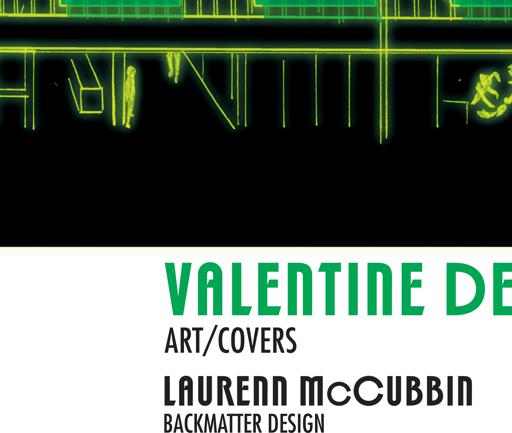 VALENTINE DE
ART/COVERS
LAURENN McCUBBIN
BACKMATTER DESIGN